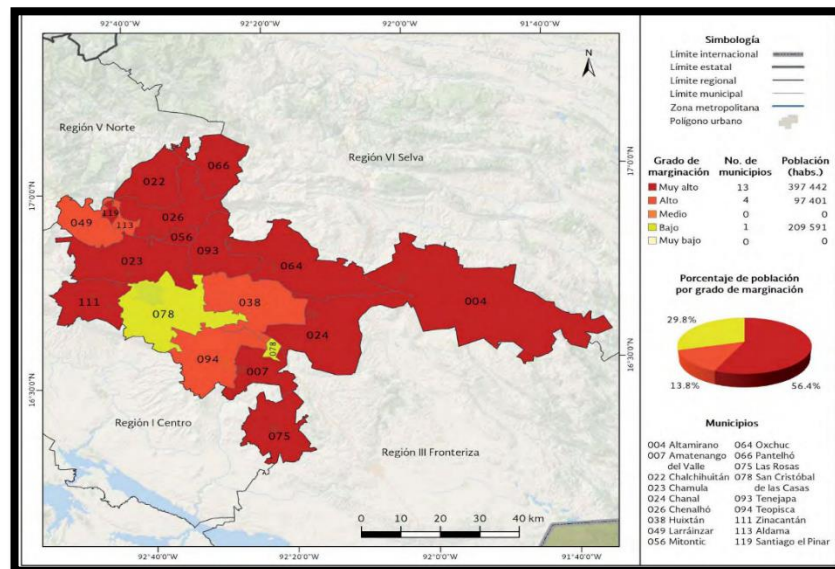 92°40'0"W 92°20'0"W 92°0'0"W 91°40'0"W
N
Región V Norte
Región VI Selva
17°0'0"N
17°0'0"N
066
022
119
049
113
026
056
093
023
064
111
078
038
004
024
078
094
007
16°30'0"N
16°30'0"N
075
Región I Centro
Región III Fronteriza
0 10 20 30 40 km
92°40'0"W 92°20'0"W 92°0'0"W 91°40'0"W
Simbología
Límite internacional
Límite estatal
Límite regional
Límite municipal
Zona metropolitana
Polígono urbano
Grado de marginación No. de municipios Población (habs.)
Muy alto 13 397 442
Alto 4 97 401
Medio 0 0
Bajo 1 209 591
Muy bajo 0 0
Porcentaje de población
por grado de marginación
29.8%
13.8%
56.4%
Municipios
004 Altamirano 064 Oxchuc
007 Amatenango 066 Pantelhó
del Valle 075 Las Rosas
022 Chalchihuitán 078 San Cristóbal
023 Chamula de las Casas
024 Chanal 093 Tenejapa
026 Chenalhó 094 Teopisca
038 Huixtán 111 Zinacantán
049 Larráinzar 113 Aldama
056 Mitontic 119 Santiago el Pinar